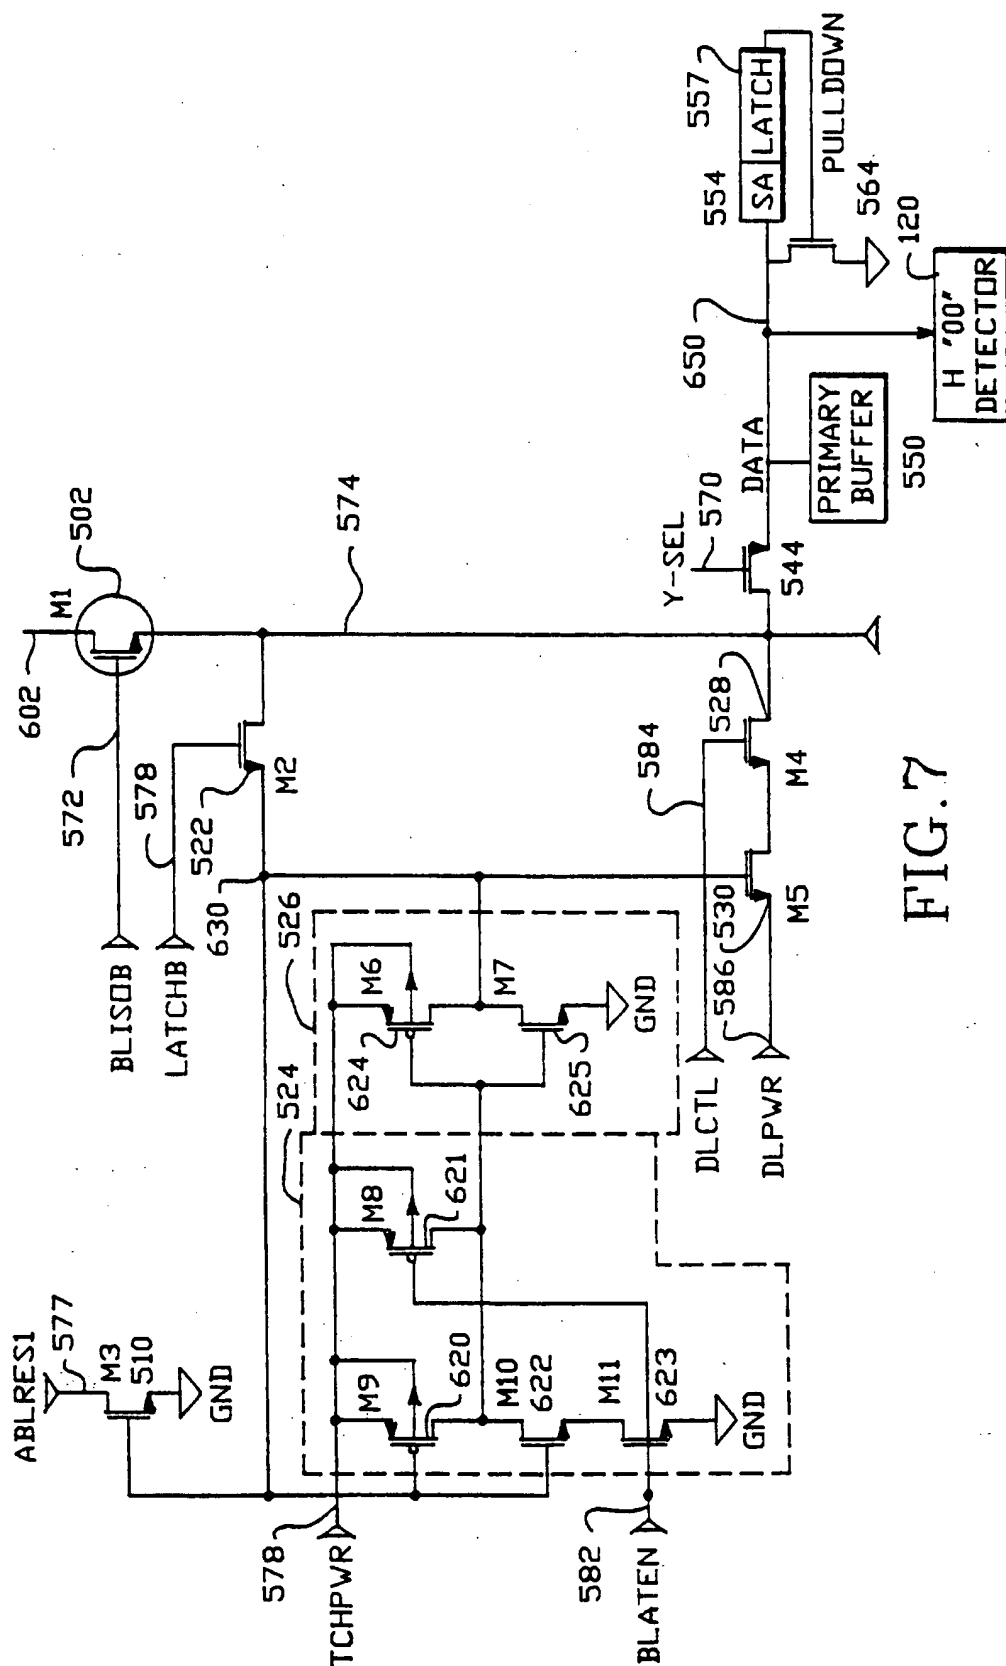 602
M1
502
BLISOB
572
LATCHB
578
522
M2
574
630
ABLRES1
577
M3
510
GND
524
526
578
TCHPWR
M9
620
M8
621
M6
624
M7
625
GND
M10
622
M11
623
GND
582
BLATEN
DLCTL
584
DLPWR
586
530
M5
528
M4
Y-SEL
570
544
DATA
650
PRIMARY
BUFFER
550
554
557
SA
LATCH
PULLDOWN
564
120
H '00'
DETECTOR
FIG.7